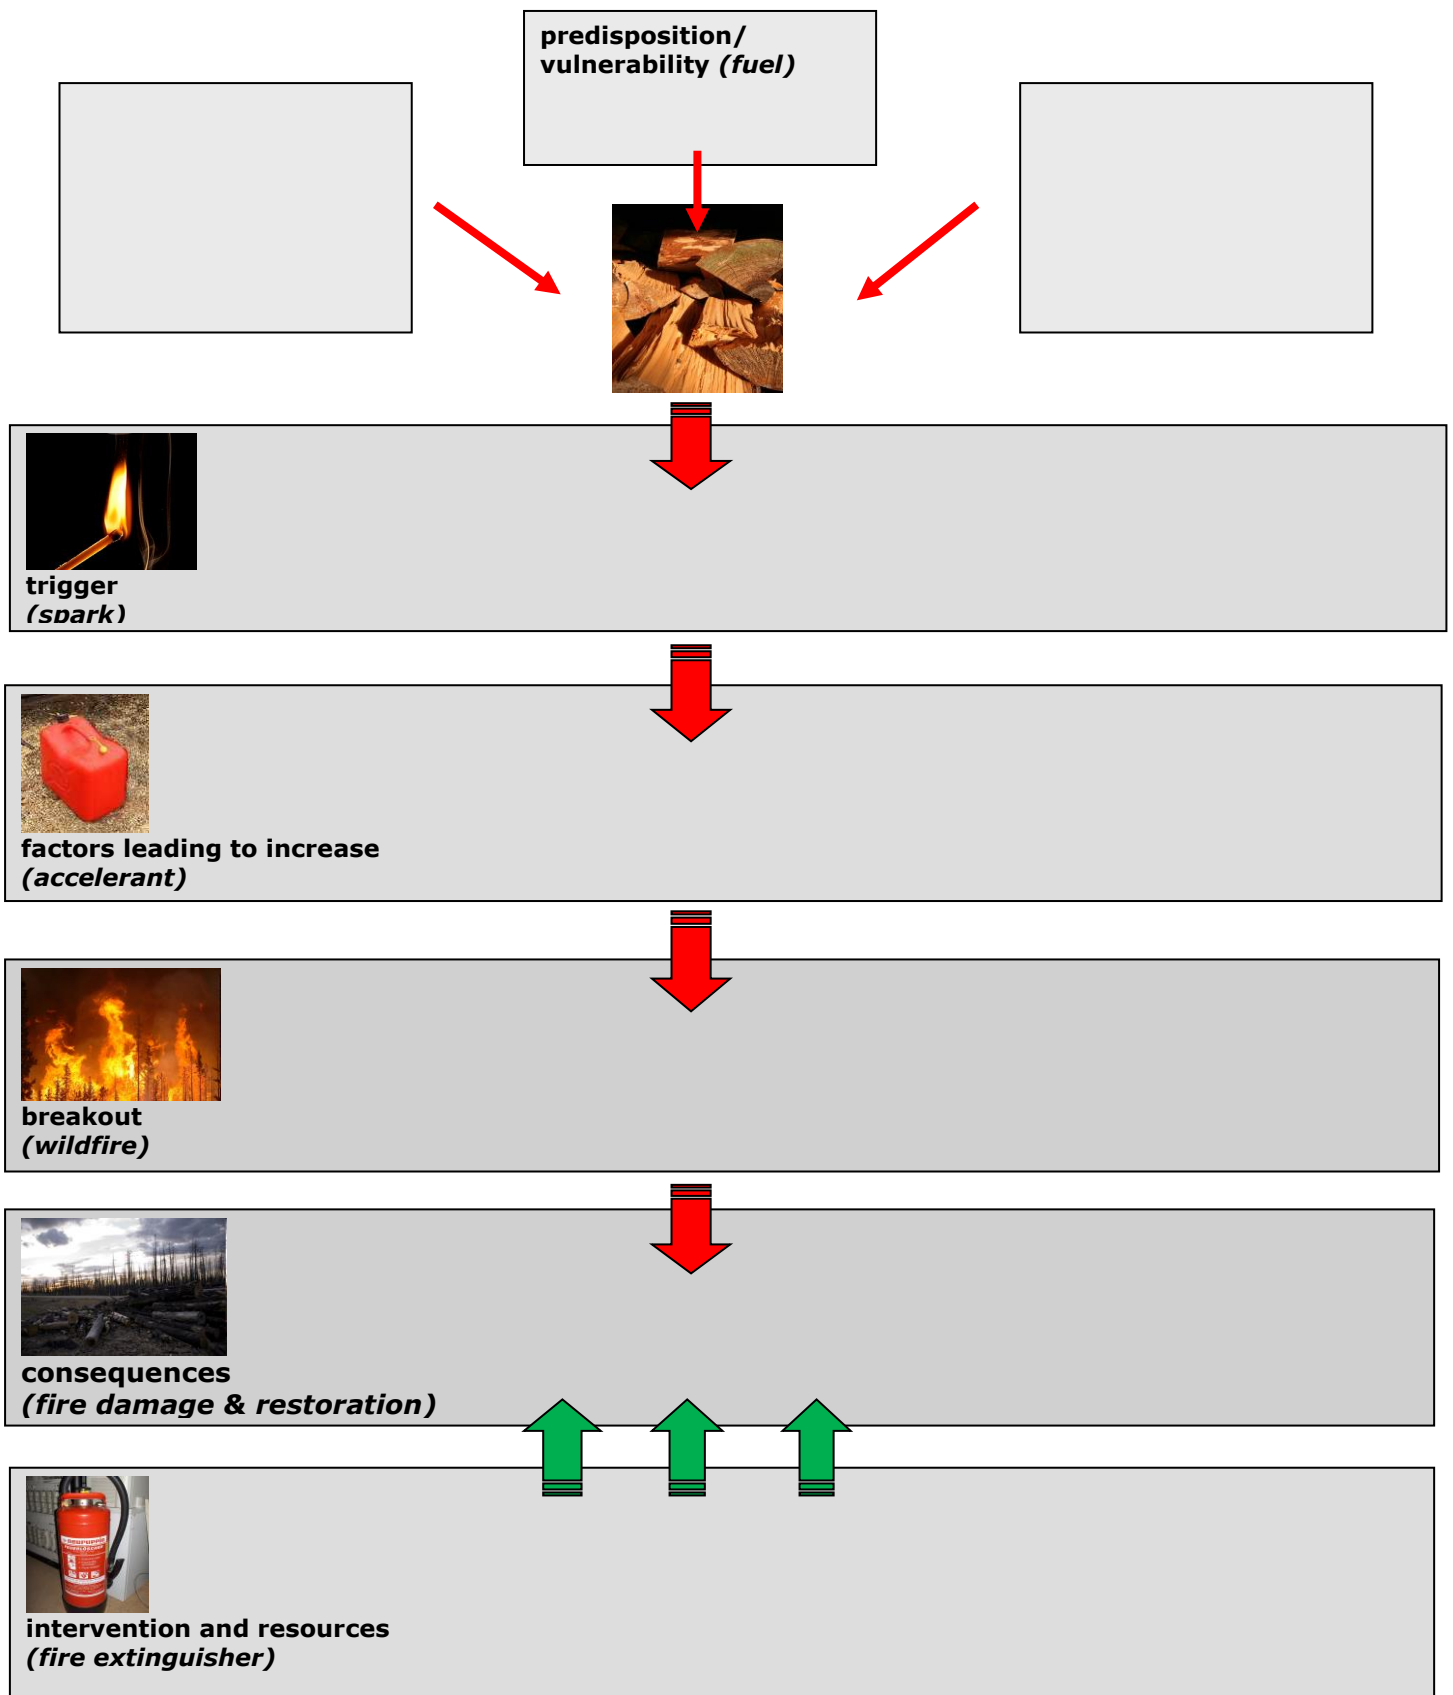 predisposition/
vulnerability (fuel)
trigger
(spark)
factors leading to increase
(accelerant)
breakout
(wildfire)
consequences
(fire damage & restoration)
intervention and resources
(fire extinguisher)